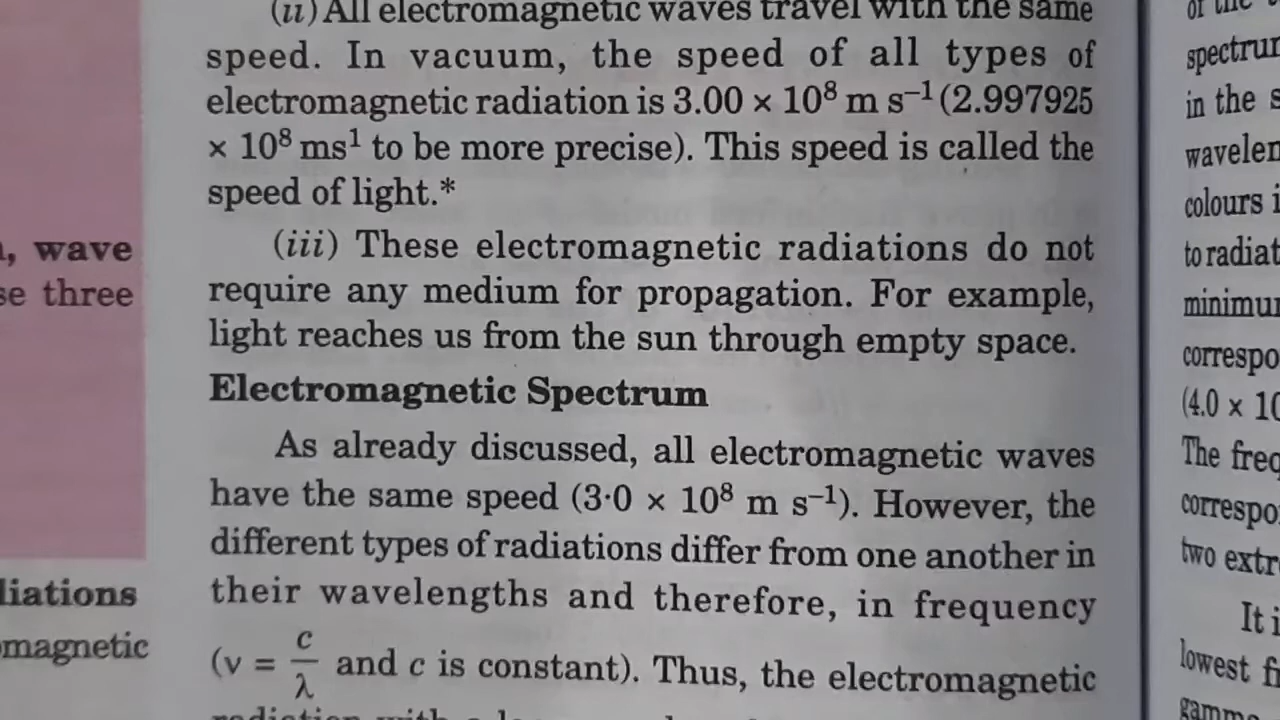 , wave
se three
liations
omagnetic
(ii) All electromagnetic waves travel with the same
speed. In vacuum, the speed of all types of
electromagnetic radiation is 3.00 × 10⁸ m s⁻¹ (2.997925
× 10⁸ ms¹ to be more precise). This speed is called the
speed of light.*
(iii) These electromagnetic radiations do not
require any medium for propagation. For example,
light reaches us from the sun through empty space.
Electromagnetic Spectrum
As already discussed, all electromagnetic waves
have the same speed (3·0 × 10⁸ m s⁻¹). However, the
different types of radiations differ from one another in
their wavelengths and therefore, in frequency
(ν = c/λ and c is constant). Thus, the electromagnetic
spectrum
in the s
wavelen
colours i
to radiat
minimum
correspo
(4.0 × 10
The freq
correspo
two extr
It i
lowest f
gamma